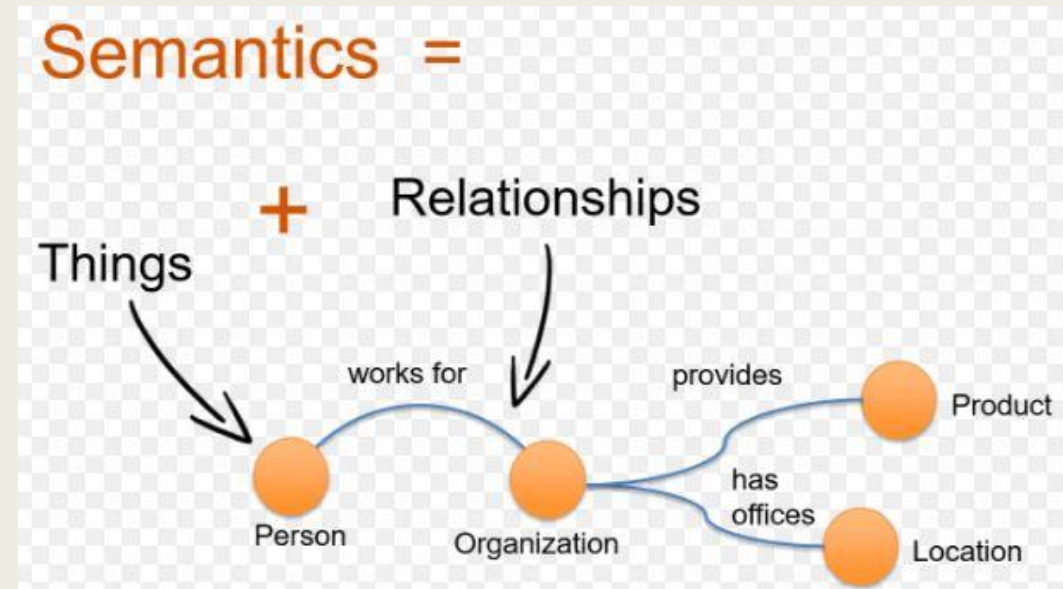 Semantics =
+
Relationships
Things
works for
provides
Product
has
offices
Person
Organization
Location